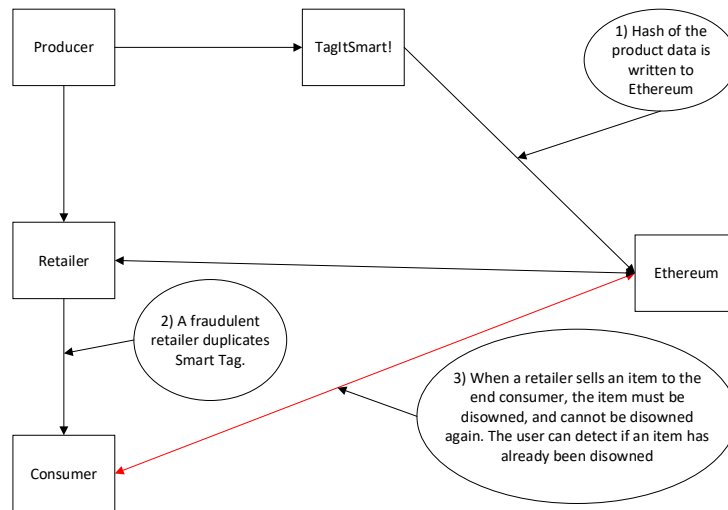 Producer
TagItSmart!
1) Hash of the
product data is
written to
Ethereum
Retailer
Ethereum
2) A fraudulent
retailer duplicates
Smart Tag.
3) When a retailer sells an item to the
end consumer, the item must be
disowned, and cannot be disowned
again. The user can detect if an item has
already been disowned
Consumer